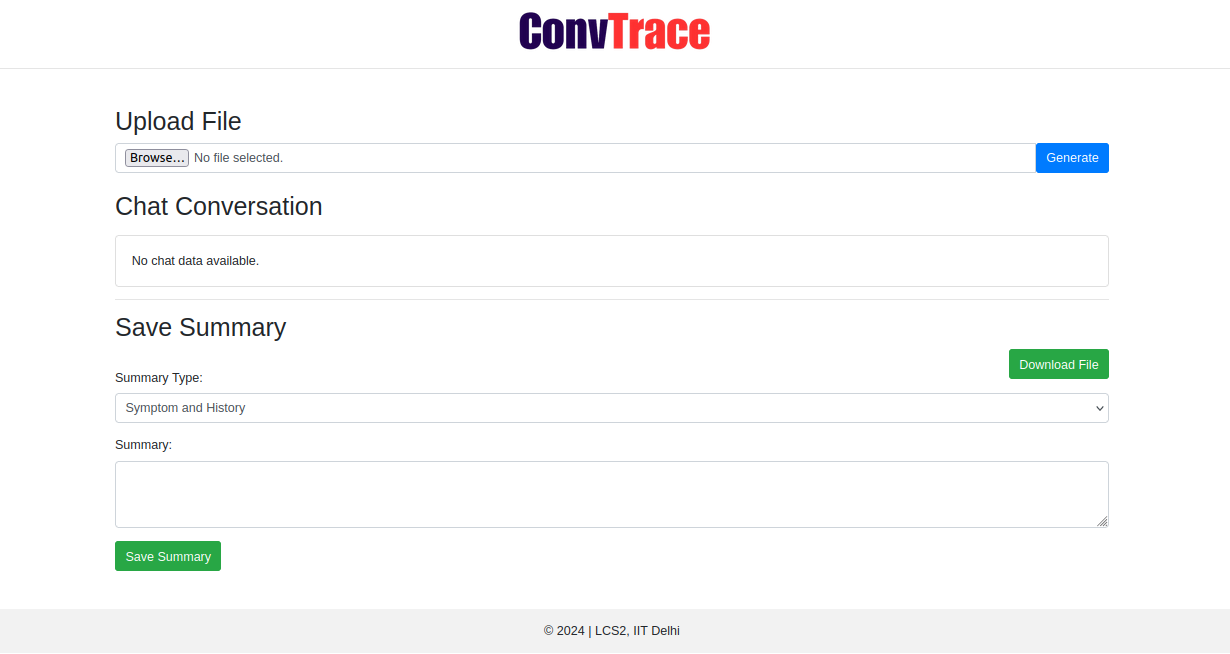 ConvTrace
Upload File
Browse... No file selected. Generate
Chat Conversation
No chat data available.
Save Summary
Download File
Summary Type:
Symptom and History
Summary:
Save Summary
© 2024 | LCS2, IIT Delhi